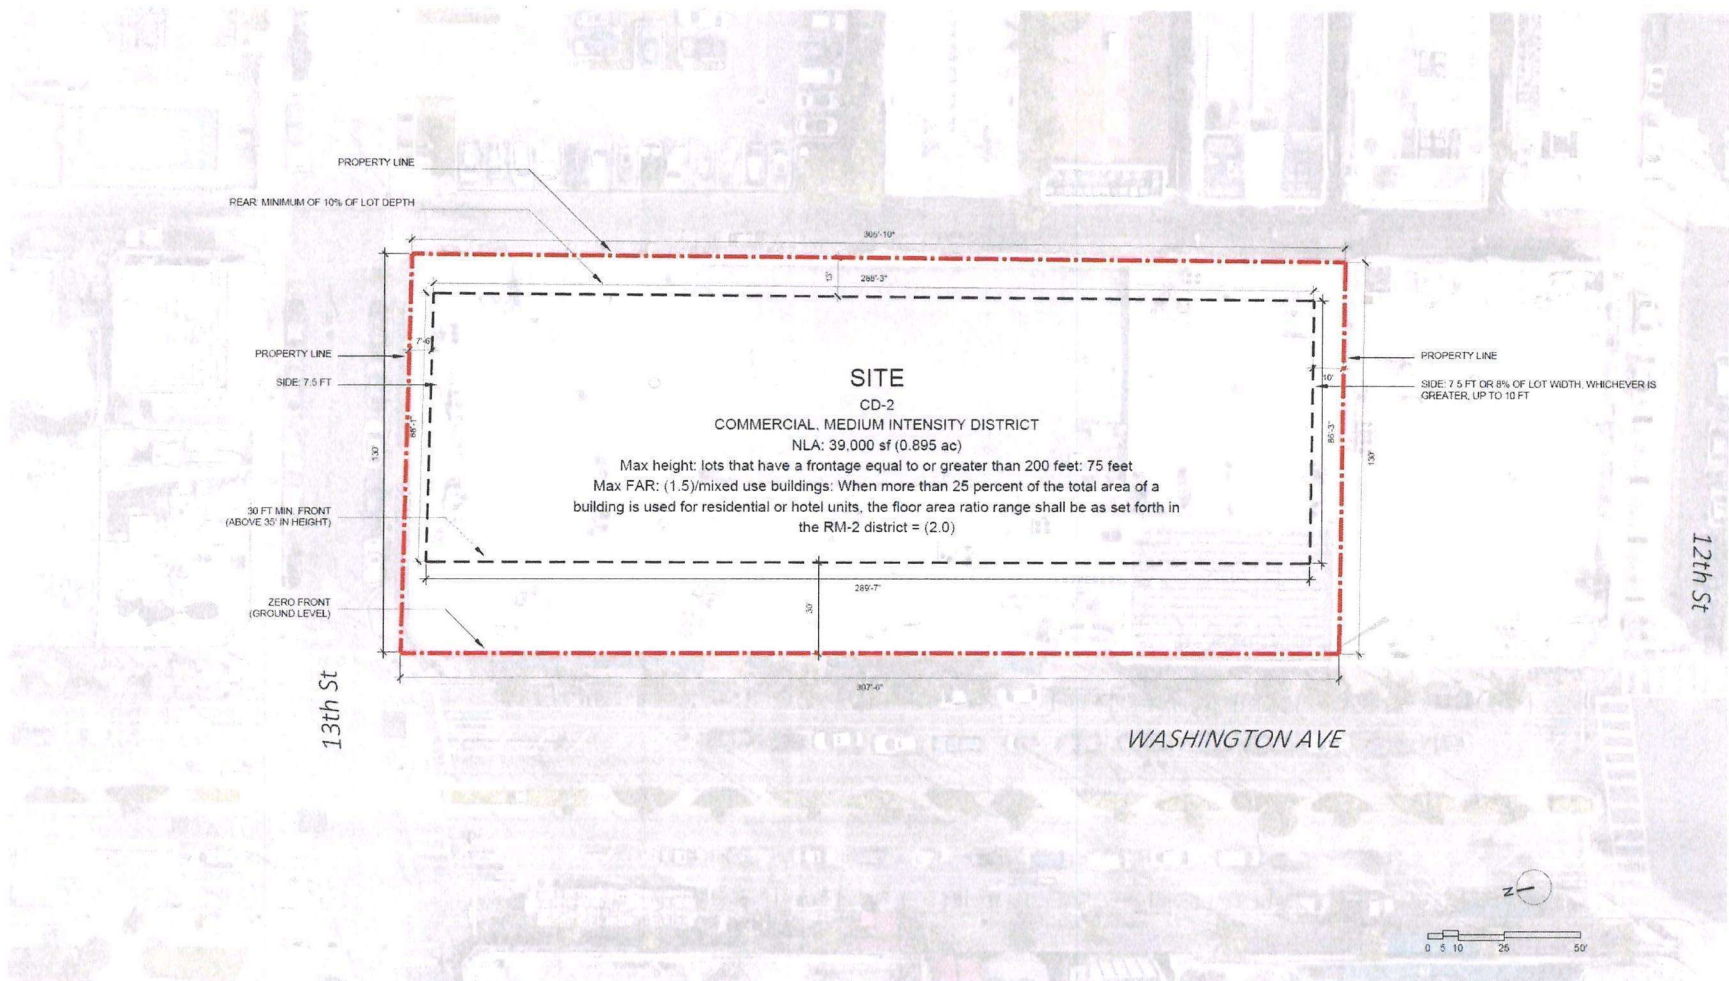 PROPERTY LINE
REAR: MINIMUM OF 10% OF LOT DEPTH
13'
288'-3"
7'-6"
PROPERTY LINE
SIDE: 7.5 FT
130'
SITE
CD-2
COMMERCIAL, MEDIUM INTENSITY DISTRICT
NLA: 39,000 sf (0.895 ac)
Max height: lots that have a frontage equal to or greater than 200 feet: 75 feet
Max FAR: (1.5)/mixed use buildings: When more than 25 percent of the total area of a
building is used for residential or hotel units, the floor area ratio range shall be as set forth in
the RM-2 district = (2.0)
10'
86'-3"
130'
PROPERTY LINE
SIDE: 7.5 FT OR 8% OF LOT WIDTH, WHICHEVER IS
GREATER, UP TO 10 FT
30 FT MIN. FRONT
(ABOVE 35' IN HEIGHT)
289'-7"
30'
ZERO FRONT
(GROUND LEVEL)
307'-6"
13th St
WASHINGTON AVE
12th St
N
0 5 10 25 50'